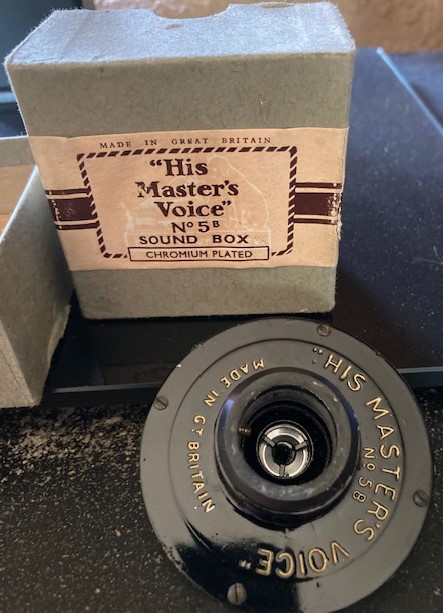 MADE IN GREAT BRITAIN
"His
Master's
Voice"
Nº 5ᴮ
SOUND BOX
CHROMIUM PLATED
"HIS MASTER'S VOICE"
Nº 5B
MADE IN Gᵀ BRITAIN